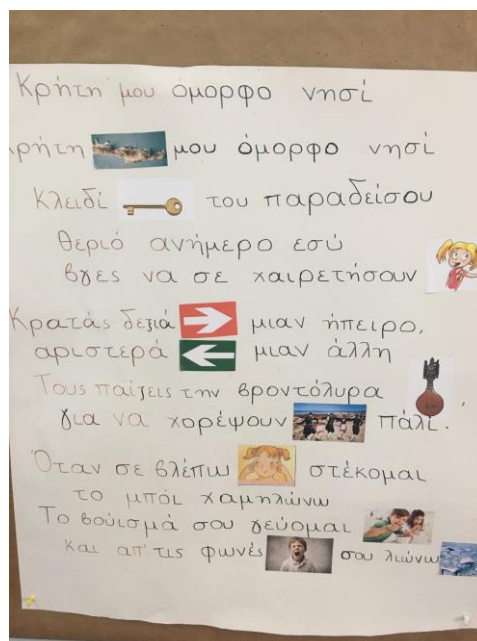 Κρήτη μου όμορφο νησί
ρήτη μου όμορφο νησί
Κλειδί του παραδείσου
θεριό ανήμερο εσύ
βγες να σε χαιρετήσουν
Κρατάς δεξιά μιαν ήπειρο,
αριστερά μιαν άλλη
Τους παίζεις την βροντόλυρα
για να χορέψουν πάλι.
Όταν σε βλέπω στέκομαι
το μπόι χαμηλώνω
Το βούισμά σου γεύομαι
και απ' τις φωνές σου λιώνω